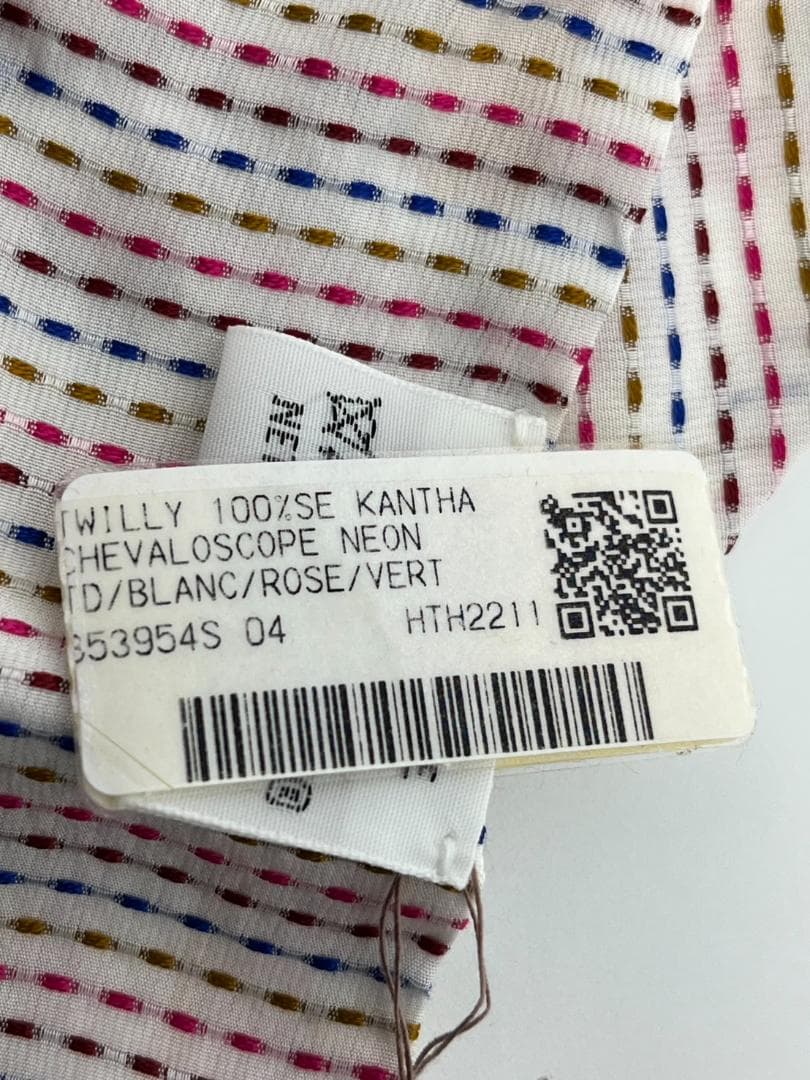 TWILLY 100%SE KANTHA
CHEVALOSCOPE NEON
TD/BLANC/ROSE/VERT
353954S 04 HTH2211